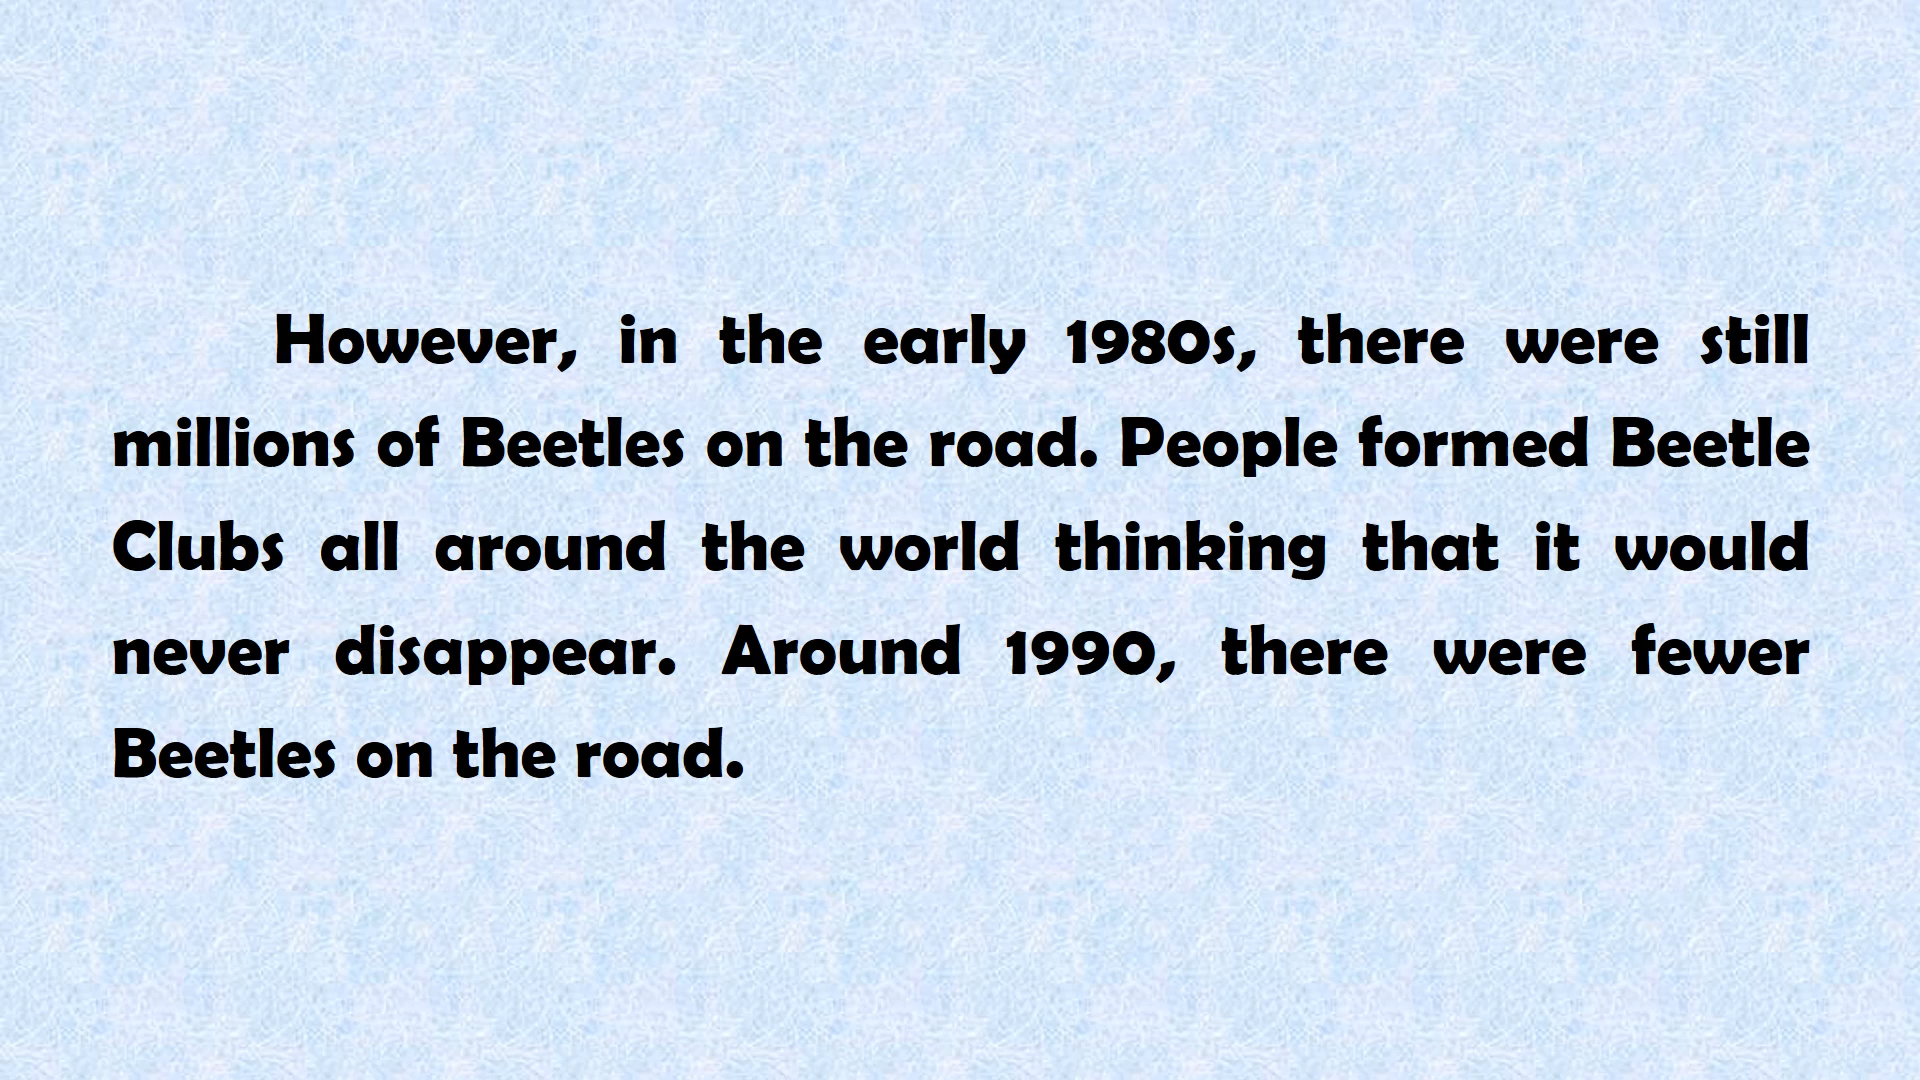 However, in the early 1980s, there were still
millions of Beetles on the road. People formed Beetle
Clubs all around the world thinking that it would
never disappear. Around 1990, there were fewer
Beetles on the road.